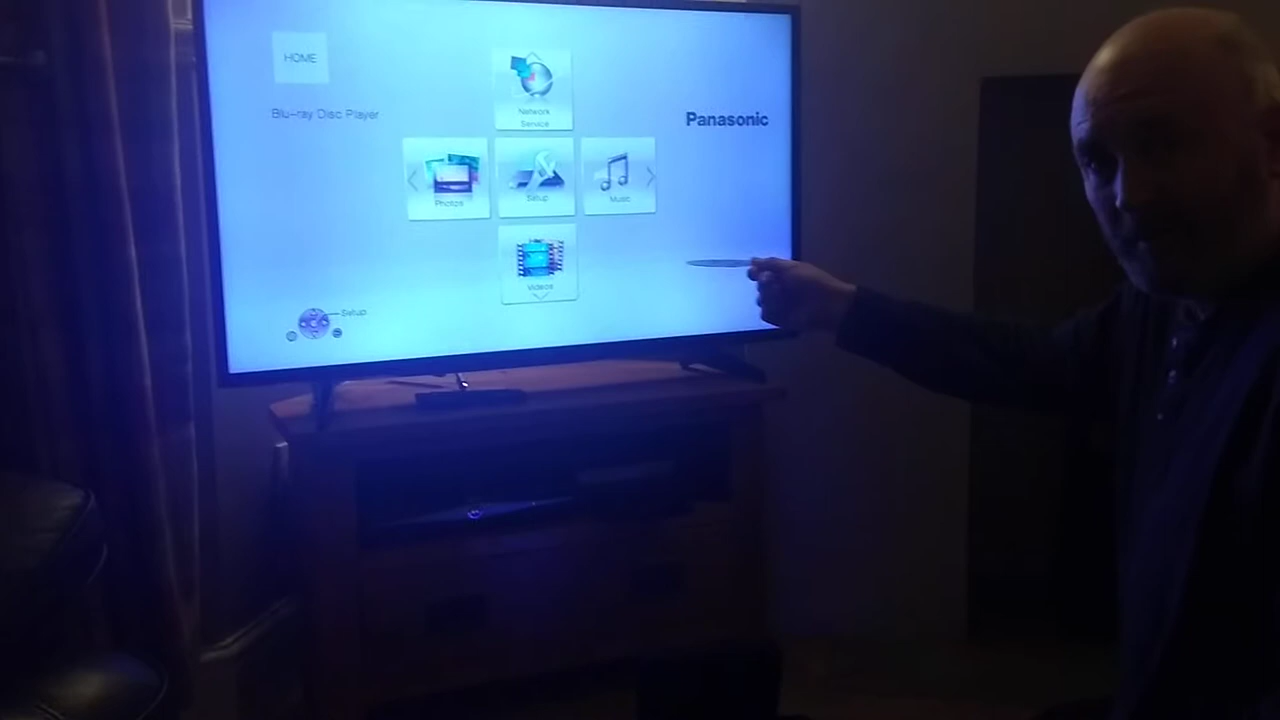 HOME
Blu-ray Disc Player
Network
Service
Panasonic
Photos
Setup
Music
Videos
Setup